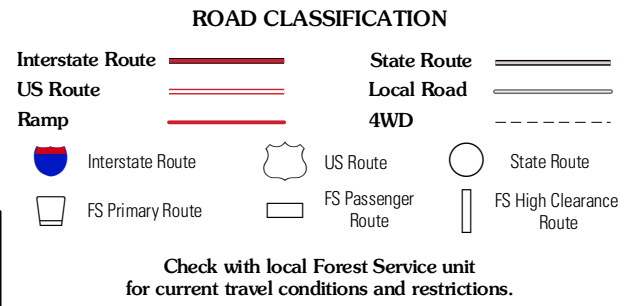 ROAD CLASSIFICATION
Interstate Route
State Route
US Route
Local Road
Ramp
4WD
Interstate Route
US Route
State Route
FS Primary Route
FS Passenger
Route
FS High Clearance
Route
Check with local Forest Service unit
for current travel conditions and restrictions.